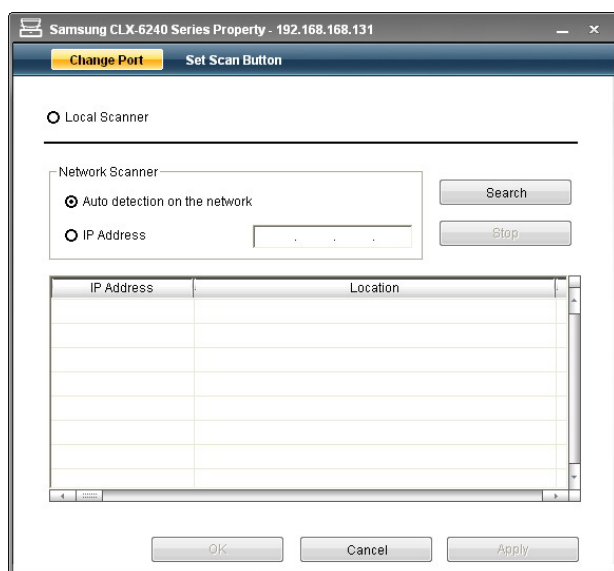 Samsung CLX-6240 Series Property - 192.168.168.131
Change Port Set Scan Button
Local Scanner
Network Scanner
Auto detection on the network
Search
IP Address . . .
Stop
IP Address Location
OK Cancel Apply